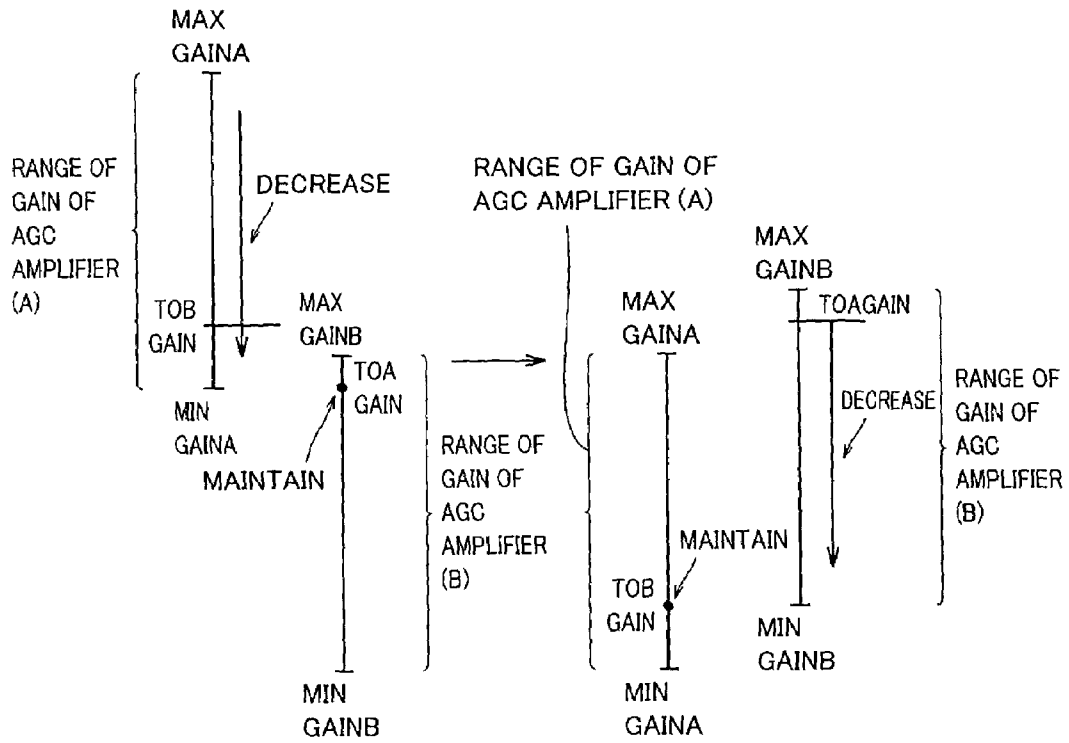 MAX
GAINA
RANGE OF
GAIN OF
AGC
AMPLIFIER
(A)
DECREASE
TOB
GAIN
MIN
GAINA
MAX
GAINB
TOA
GAIN
MAINTAIN
RANGE OF
GAIN OF
AGC
AMPLIFIER
(B)
MIN
GAINB
RANGE OF GAIN OF
AGC AMPLIFIER (A)
MAX
GAINA
MAINTAIN
TOB
GAIN
MIN
GAINA
MAX
GAINB
TOAGAIN
DECREASE
RANGE OF
GAIN OF
AGC
AMPLIFIER
(B)
MIN
GAINB